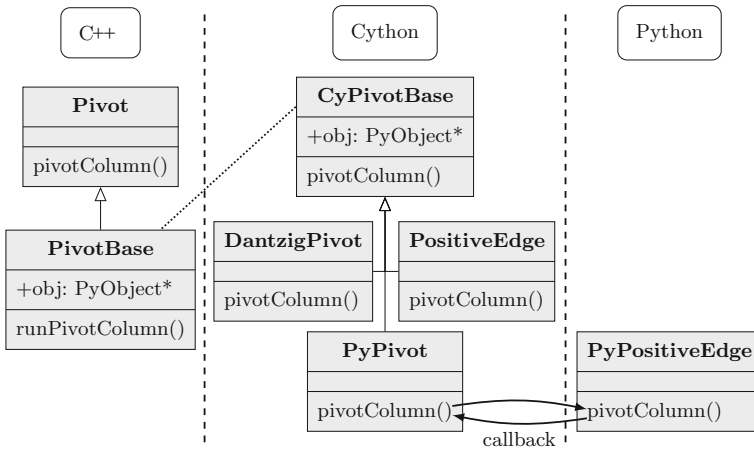 C++
Cython
Python
Pivot
pivotColumn()
PivotBase
+obj: PyObject*
runPivotColumn()
CyPivotBase
+obj: PyObject*
pivotColumn()
DantzigPivot
pivotColumn()
PositiveEdge
pivotColumn()
PyPivot
pivotColumn()
callback
PyPositiveEdge
pivotColumn()